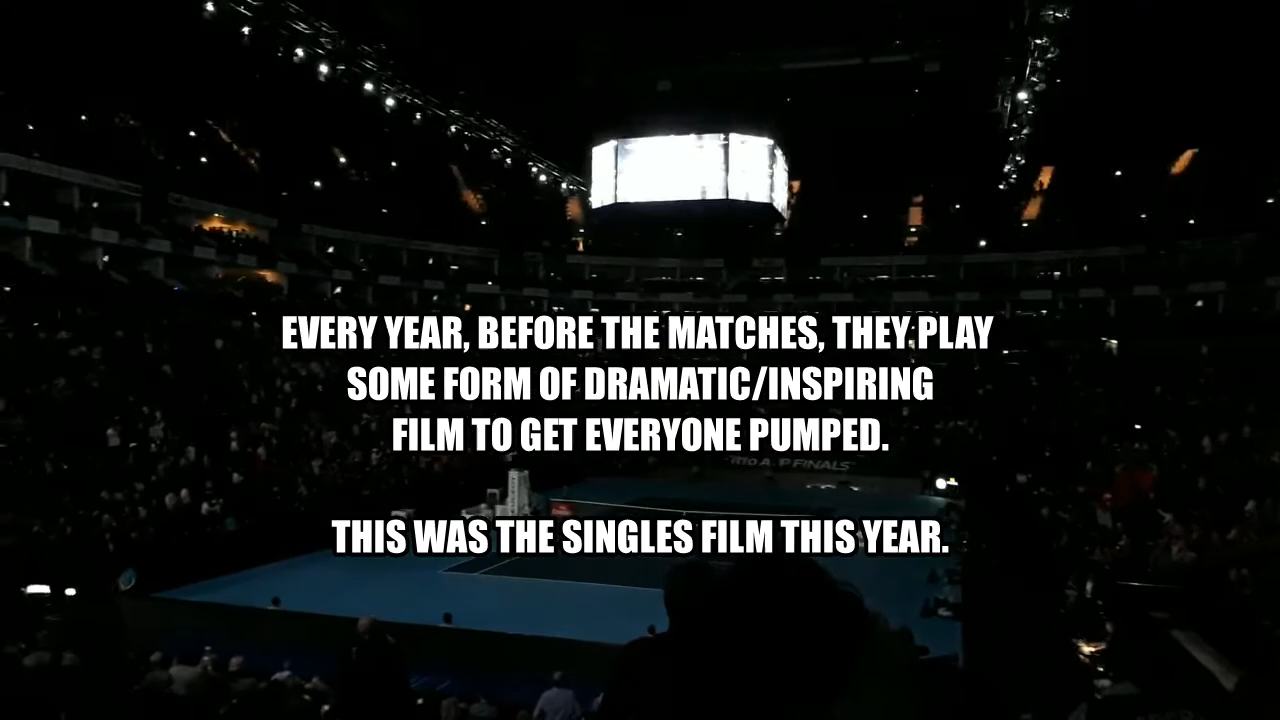 EVERY YEAR, BEFORE THE MATCHES, THEY PLAY
SOME FORM OF DRAMATIC/INSPIRING
FILM TO GET EVERYONE PUMPED.
FINALS
THIS WAS THE SINGLES FILM THIS YEAR.